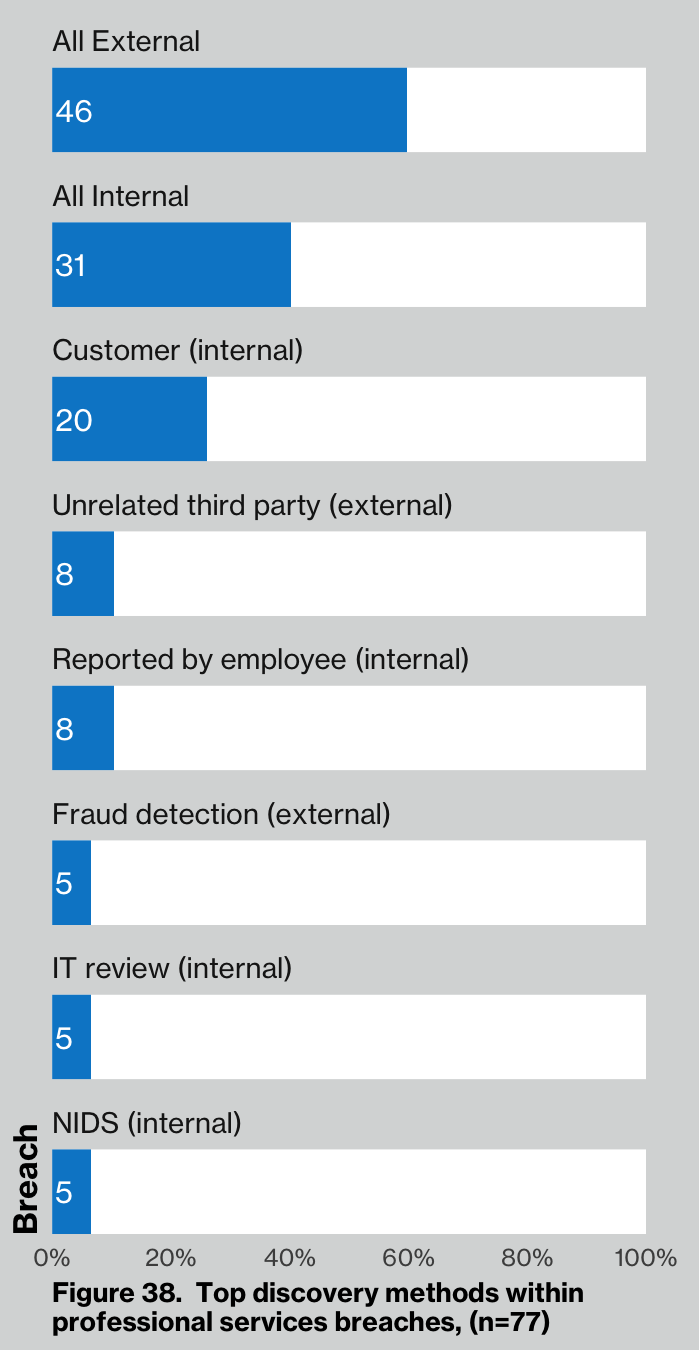 All External
46
All Internal
31
Customer (internal)
20
Unrelated third party (external)
8
Reported by employee (internal)
8
Fraud detection (external)
5
IT review (internal)
5
NIDS (internal)
5
Breach
0% 20% 40% 60% 80% 100%
Figure 38. Top discovery methods within
professional services breaches, (n=77)